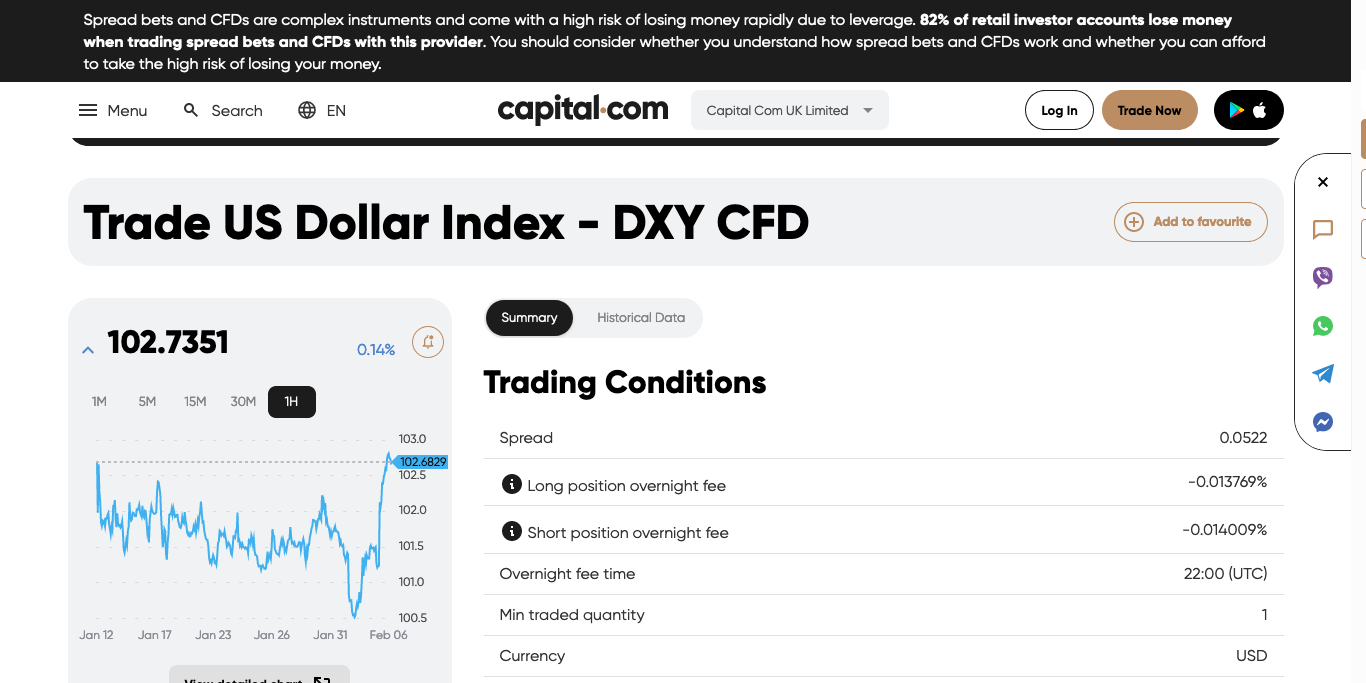 Spread bets and CFDs are complex instruments and come with a high risk of losing money rapidly due to leverage. 82% of retail investor accounts lose money
when trading spread bets and CFDs with this provider. You should consider whether you understand how spread bets and CFDs work and whether you can afford
to take the high risk of losing your money.
Menu Search EN capital.com Capital Com UK Limited Log In Trade Now
Trade US Dollar Index - DXY CFD
Add to favourite
102.7351 0.14%
1M 5M 15M 30M 1H
103.0
102.6829
102.5
102.0
101.5
101.0
100.5
Jan 12 Jan 17 Jan 23 Jan 26 Jan 31 Feb 06
View detailed chart
Summary Historical Data
Trading Conditions
Spread 0.0522
Long position overnight fee -0.013769%
Short position overnight fee -0.014009%
Overnight fee time 22:00 (UTC)
Min traded quantity 1
Currency USD